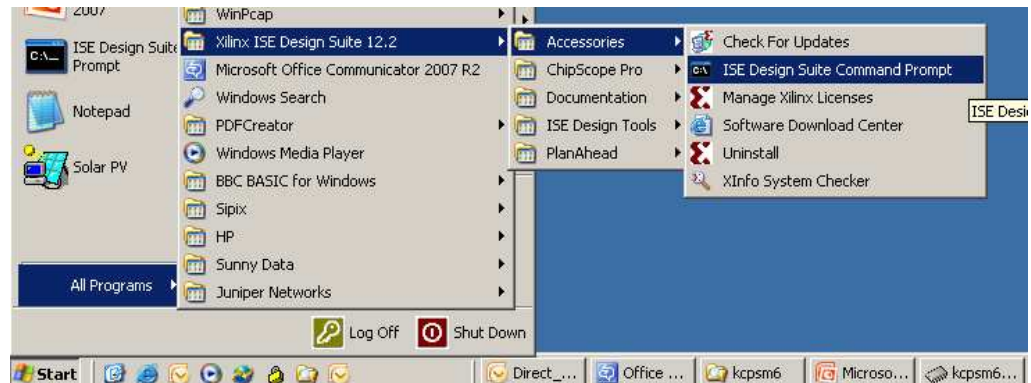 2007
ISE Design Suite
Prompt
Notepad
Solar PV
All Programs
WinPcap
Xilinx ISE Design Suite 12.2
Microsoft Office Communicator 2007 R2
Windows Search
PDFCreator
Windows Media Player
BBC BASIC for Windows
Sipix
HP
Sunny Data
Juniper Networks
Accessories
ChipScope Pro
Documentation
ISE Design Tools
PlanAhead
Check For Updates
ISE Design Suite Command Prompt
Manage Xilinx Licenses
Software Download Center
Uninstall
XInfo System Checker
ISE Desi
Log Off
Shut Down
Start
Direct_...
Office ...
kcpsm6
Microso...
kcpsm6...